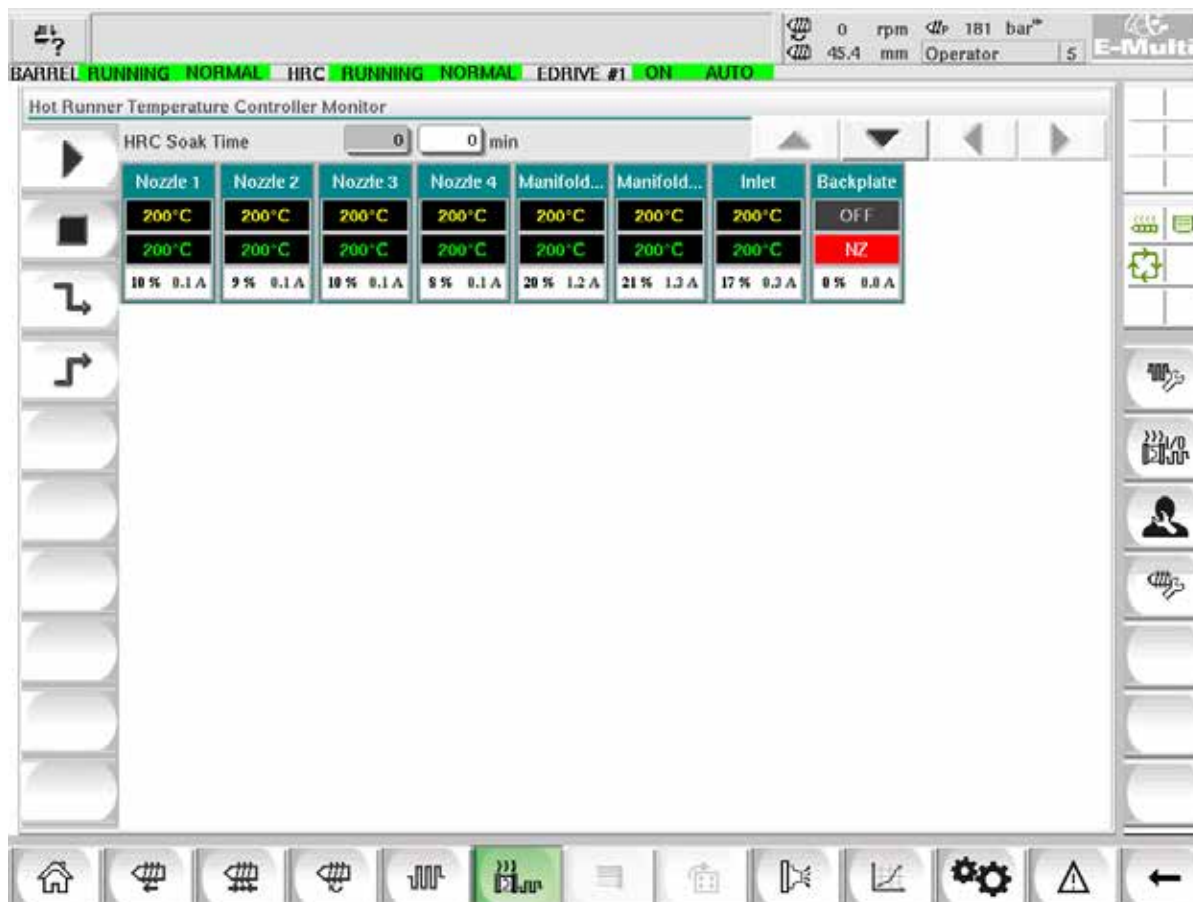 0 rpm P 181 bar
45.4 mm Operator 5
E-Multi
BARREL RUNNING NORMAL HRC RUNNING NORMAL EDRIVE #1 ON AUTO
Hot Runner Temperature Controller Monitor
HRC Soak Time 0 0 min
Nozzle 1 Nozzle 2 Nozzle 3 Nozzle 4 Manifold... Manifold... Inlet Backplate
200°C 200°C 200°C 200°C 200°C 200°C 200°C OFF
200°C 200°C 200°C 200°C 200°C 200°C 200°C NZ
10 % 0.1 A 9 % 0.1 A 10 % 0.1 A 8 % 0.1 A 20 % 1.2 A 21 % 1.3 A 17 % 0.3 A 0 % 0.0 A
I/O